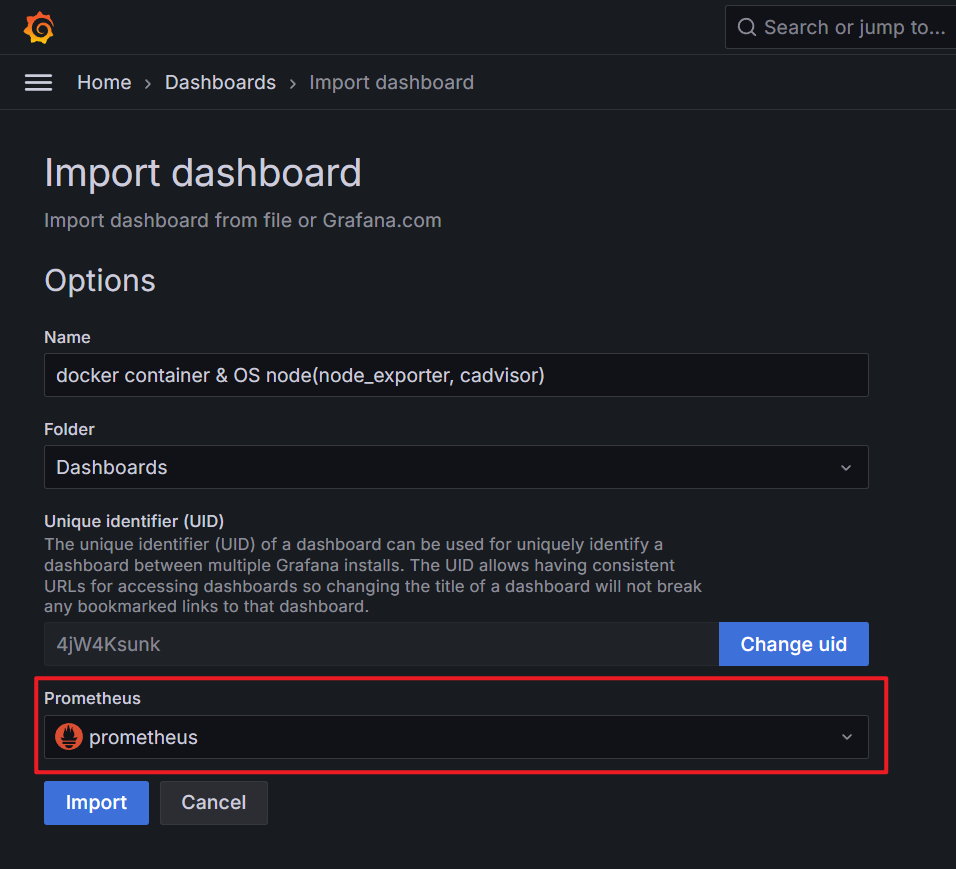 Search or jump to...
Home › Dashboards › Import dashboard
Import dashboard
Import dashboard from file or Grafana.com
Options
Name
docker container & OS node(node_exporter, cadvisor)
Folder
Dashboards
Unique identifier (UID)
The unique identifier (UID) of a dashboard can be used for uniquely identify a
dashboard between multiple Grafana installs. The UID allows having consistent
URLs for accessing dashboards so changing the title of a dashboard will not break
any bookmarked links to that dashboard.
4jW4Ksunk
Change uid
Prometheus
prometheus
Import
Cancel